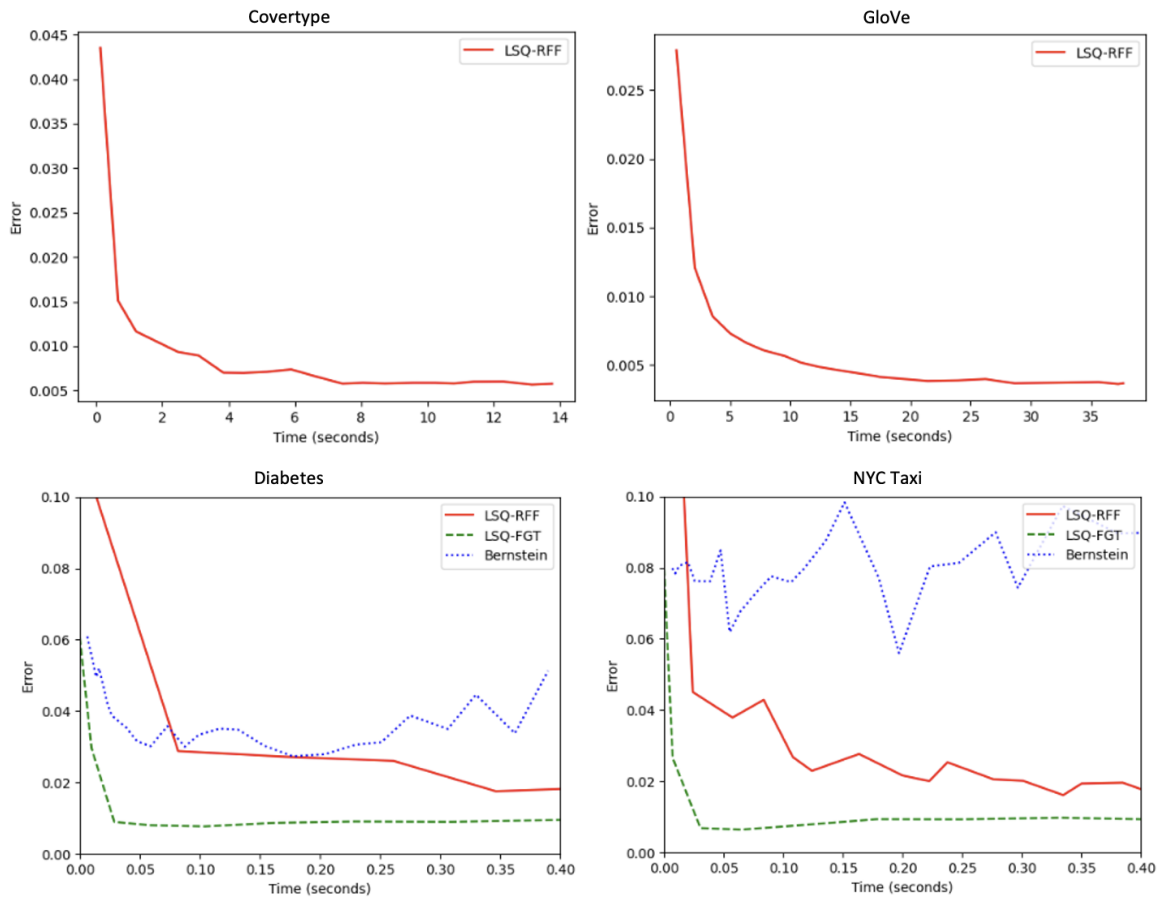 Covertype
0.045
0.040
0.035
0.030
0.025
0.020
0.015
0.010
0.005
Error
LSQ-RFF
0 2 4 6 8 10 12 14
Time (seconds)
GloVe
0.025
0.020
0.015
0.010
0.005
Error
LSQ-RFF
0 5 10 15 20 25 30 35
Time (seconds)
Diabetes
0.10
0.08
0.06
0.04
0.02
0.00
Error
LSQ-RFF
LSQ-FGT
Bernstein
0.00 0.05 0.10 0.15 0.20 0.25 0.30 0.35 0.40
Time (seconds)
NYC Taxi
0.10
0.08
0.06
0.04
0.02
0.00
Error
LSQ-RFF
LSQ-FGT
Bernstein
0.00 0.05 0.10 0.15 0.20 0.25 0.30 0.35 0.40
Time (seconds)